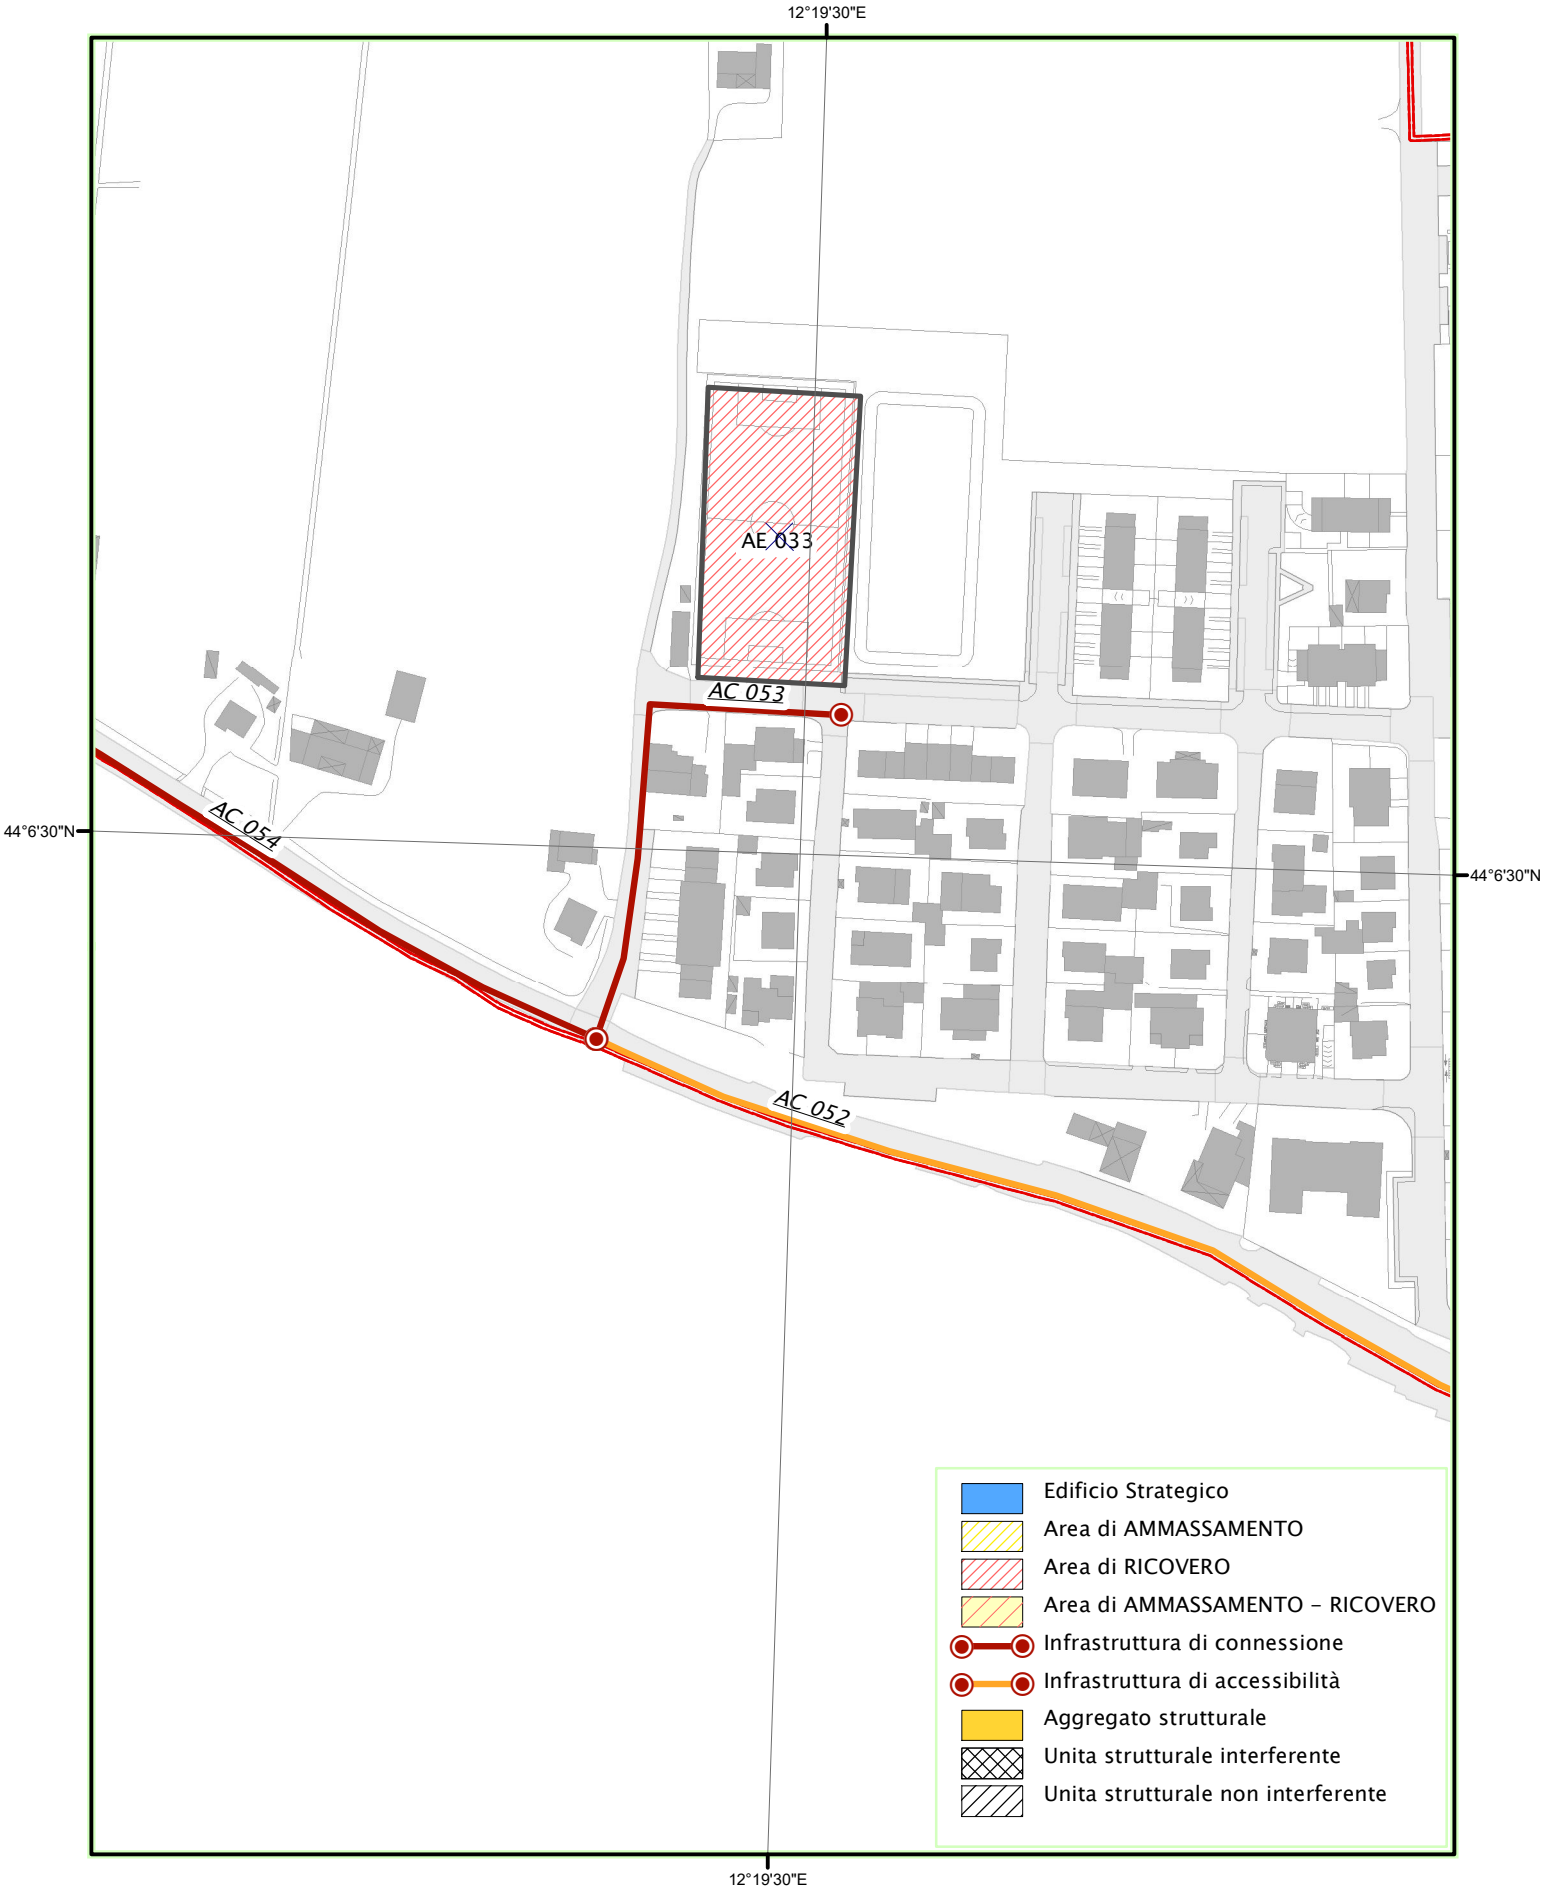 12°19'30"E
AE 033
AC 053
AC 054
44°6'30"N
44°6'30"N
AC 052
Edificio Strategico
Area di AMMASSAMENTO
Area di RICOVERO
Area di AMMASSAMENTO - RICOVERO
Infrastruttura di connessione
Infrastruttura di accessibilità
Aggregato strutturale
Unita strutturale interferente
Unita strutturale non interferente
12°19'30"E